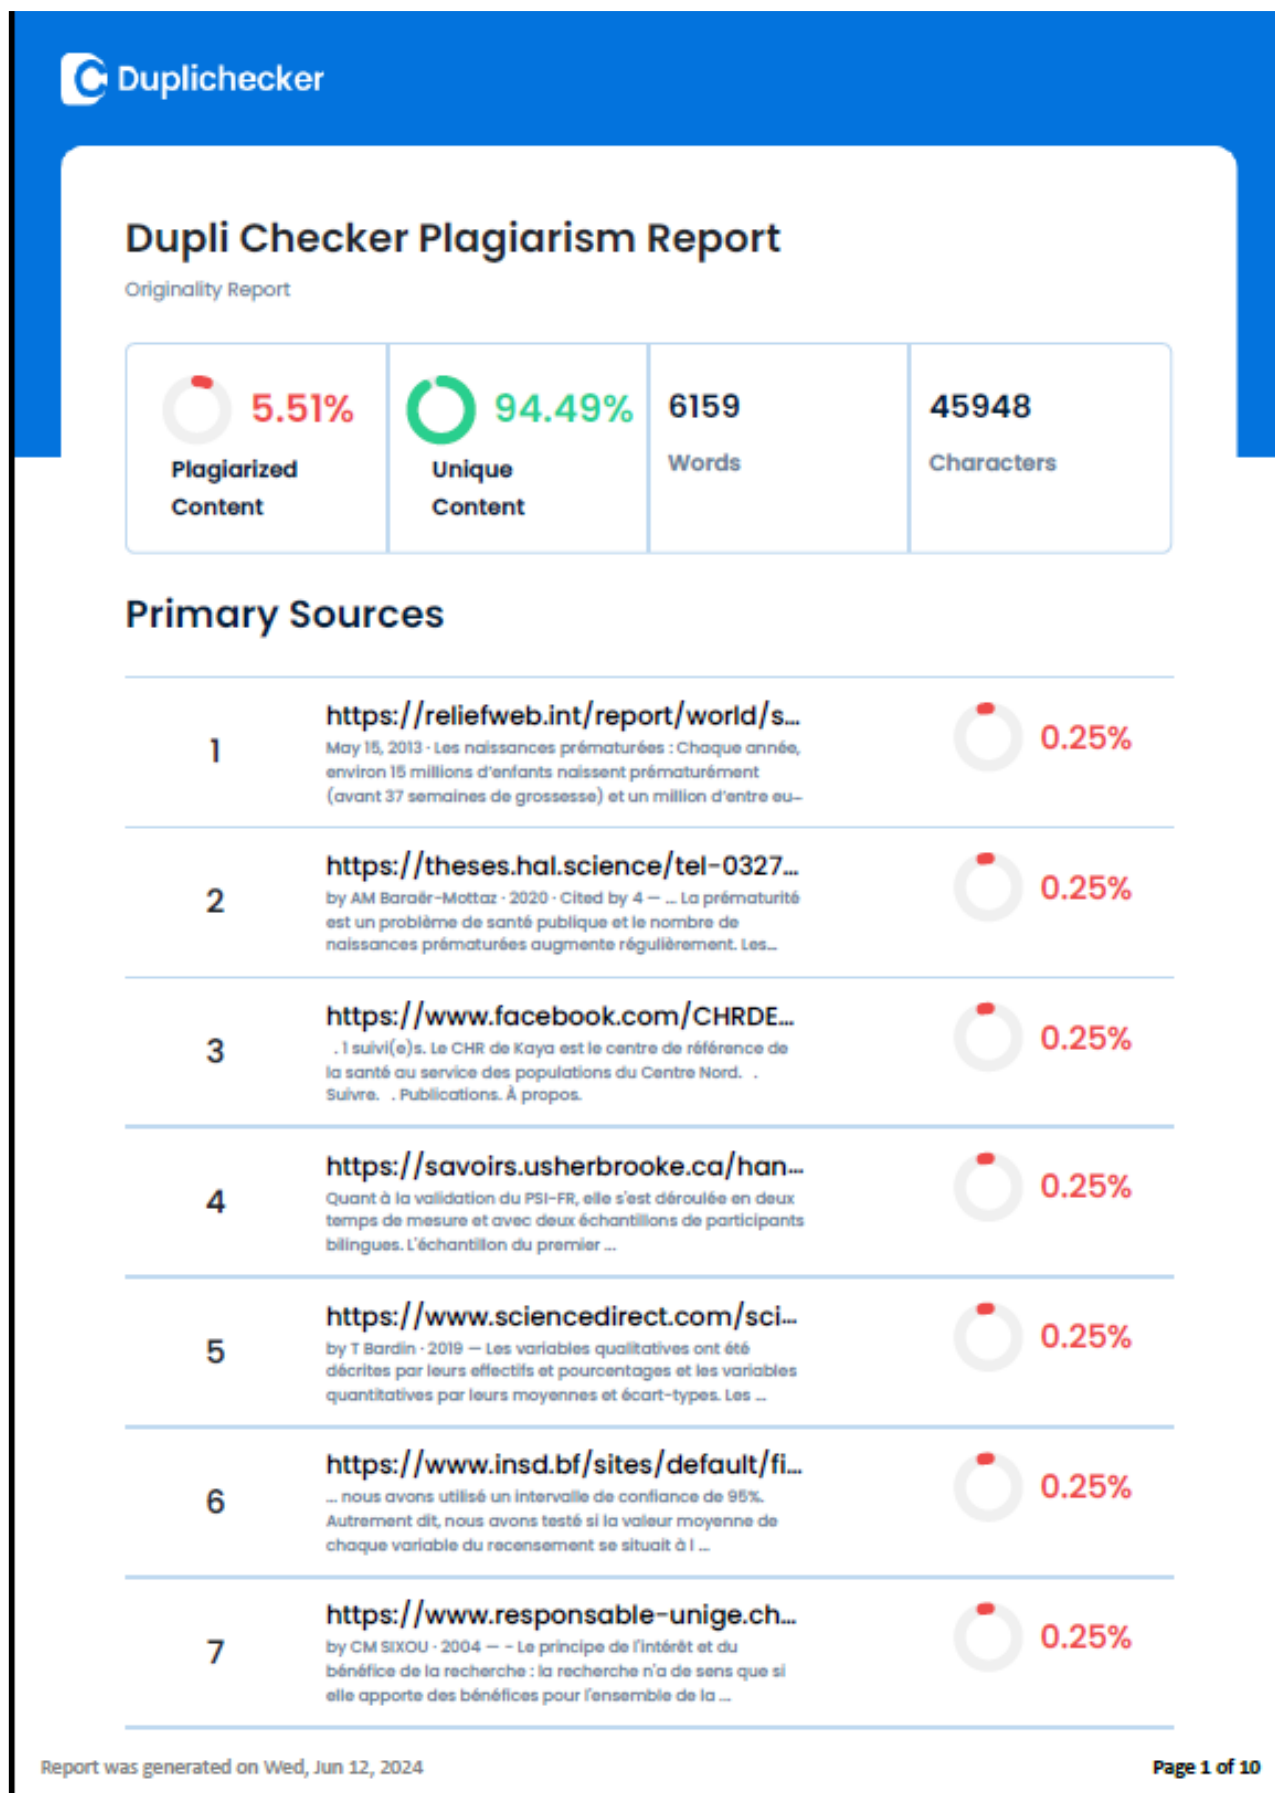 Duplichecker
Dupli Checker Plagiarism Report
Originality Report
5.51%
Plagiarized
Content
94.49%
Unique
Content
6159
Words
45948
Characters
Primary Sources
1
https://reliefweb.int/report/world/s...
May 15, 2013 · Les naissances prématurées : Chaque année,
environ 15 millions d'enfants naissent prématurément
(avant 37 semaines de grossesse) et un million d'entre eu...
0.25%
2
https://theses.hal.science/tel-0327...
by AM Baraër-Mottaz · 2020 · Cited by 4 — ... La prématurité
est un problème de santé publique et le nombre de
naissances prématurées augmente régulièrement. Les...
0.25%
3
https://www.facebook.com/CHRDE...
. 1 suivi(e)s. Le CHR de Kaya est le centre de référence de
la santé au service des populations du Centre Nord. .
Suivre. . Publications. À propos.
0.25%
4
https://savoirs.usherbrooke.ca/han...
Quant à la validation du PSI-FR, elle s'est déroulée en deux
temps de mesure et avec deux échantillons de participants
bilingues. L'échantillon du premier ...
0.25%
5
https://www.sciencedirect.com/sci...
by T Bardin · 2019 — Les variables qualitatives ont été
décrites par leurs effectifs et pourcentages et les variables
quantitatives par leurs moyennes et écart-types. Les ...
0.25%
6
https://www.insd.bf/sites/default/fi...
... nous avons utilisé un intervalle de confiance de 95%.
Autrement dit, nous avons testé si la valeur moyenne de
chaque variable du recensement se situait à l ...
0.25%
7
https://www.responsable-unige.ch...
by CM SIXOU · 2004 — - Le principe de l'intérêt et du
bénéfice de la recherche : la recherche n'a de sens que si
elle apporte des bénéfices pour l'ensemble de la ...
0.25%
Report was generated on Wed, Jun 12, 2024
Page 1 of 10